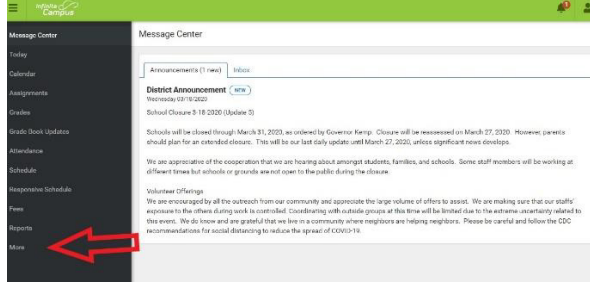 Infinite
Campus
Message Center
Message Center
Today
Calendar
Assignments
Grades
Grade Book Updates
Attendance
Schedule
Responsive Schedule
Fees
Reports
More
Announcements (1 new) Inbox
District Announcement NEW
Wednesday 03/18/2020
School Closure 3-18-2020 (Update 5)
Schools will be closed through March 31, 2020, as ordered by Governor Kemp. Closure will be reassessed on March 27, 2020. However, parents
should plan for an extended closure. This will be our last daily update until March 27, 2020, unless significant news develops.
We are appreciative of the cooperation that we are hearing about amongst students, families, and schools. Some staff members will be working at
different times but schools or grounds are not open to the public during the closure.
Volunteer Offerings
We are encouraged by all the outreach from our community and appreciate the large volume of offers to assist. We are making sure that our staffs'
exposure to the others during work is controlled. Coordinating with outside groups at this time will be limited due to the extreme uncertainty related to
this event. We do know and are grateful that we live in a community where neighbors are helping neighbors. Please be careful and follow the CDC
recommendations for social distancing to reduce the spread of COVID-19.